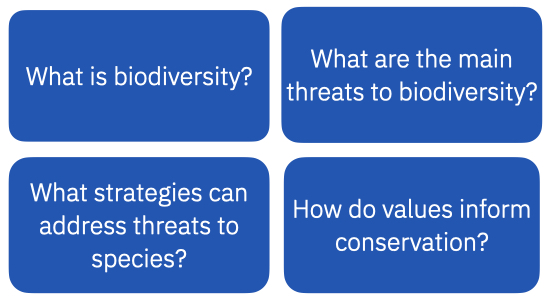 What is biodiversity?
What are the main
threats to biodiversity?
What strategies can
address threats to
species?
How do values inform
conservation?